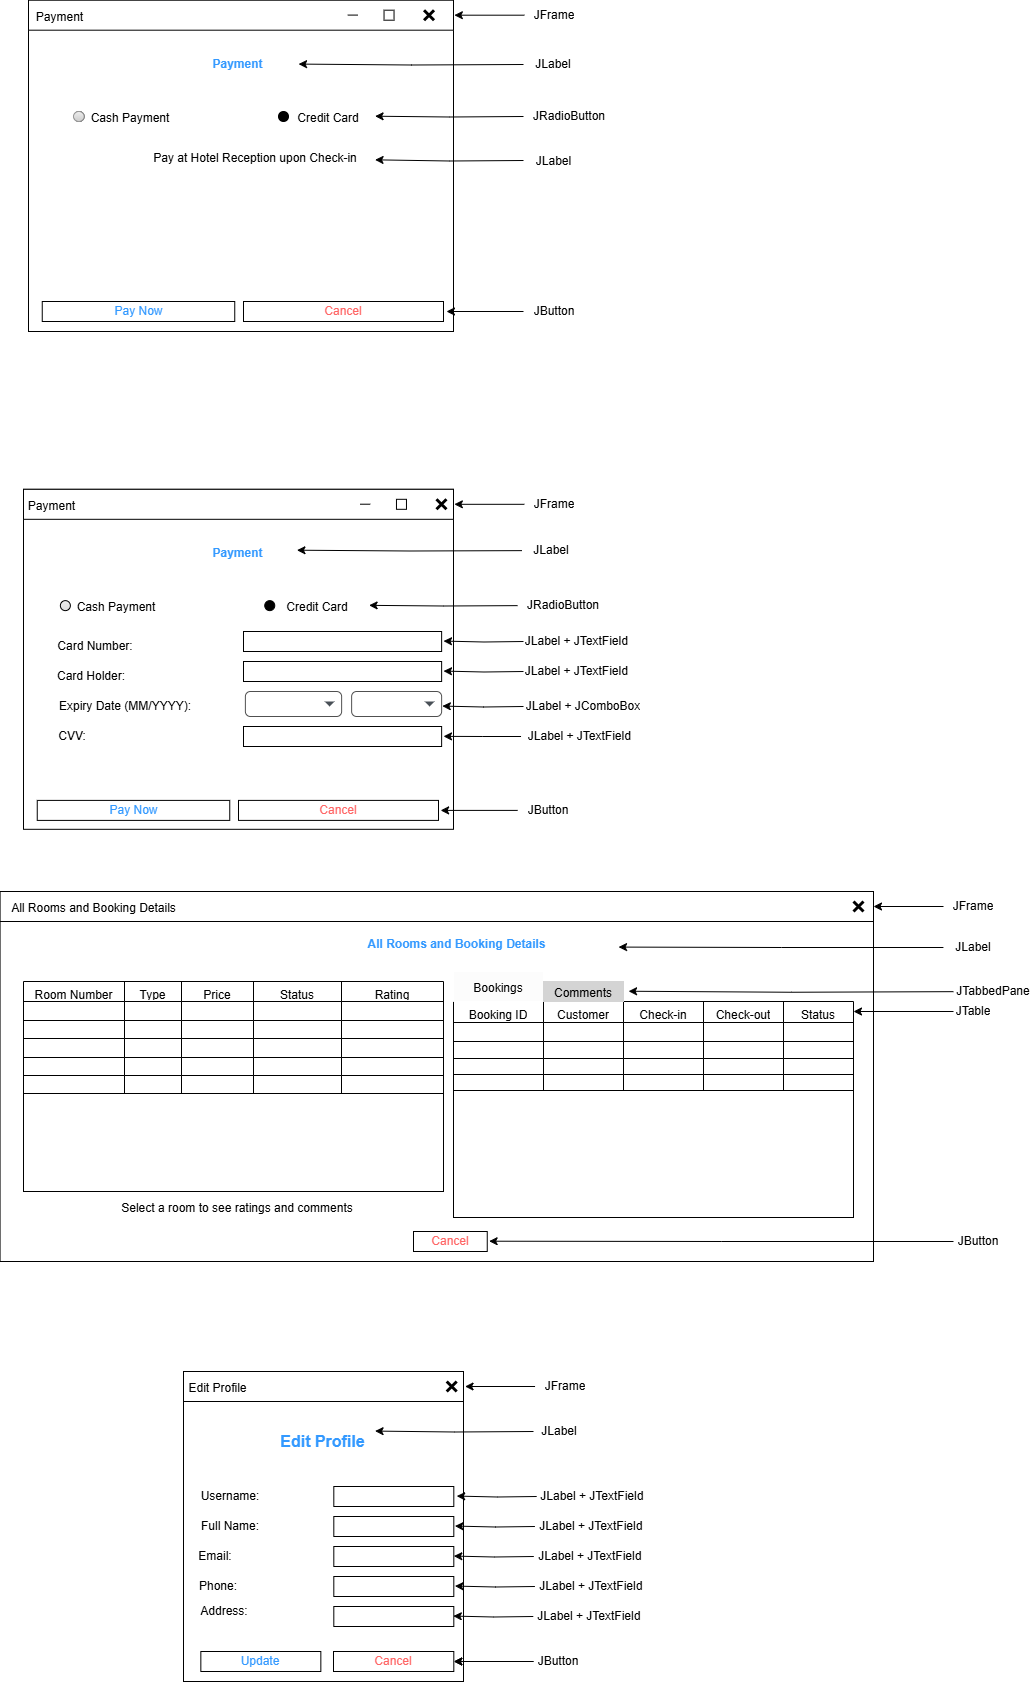 Payment JFrame
Payment JLabel
Cash Payment Credit Card JRadioButton
Pay at Hotel Reception upon Check-in JLabel
Pay Now Cancel JButton
Payment JFrame
Payment JLabel
Cash Payment Credit Card JRadioButton
Card Number: JLabel + JTextField
Card Holder: JLabel + JTextField
Expiry Date (MM/YYYY): JLabel + JComboBox
CVV: JLabel + JTextField
Pay Now Cancel JButton
All Rooms and Booking Details JFrame
All Rooms and Booking Details JLabel
Bookings Comments JTabbedPane
Room Number Type Price Status Rating
Booking ID Customer Check-in Check-out Status JTable
Select a room to see ratings and comments
Cancel JButton
Edit Profile JFrame
Edit Profile JLabel
Username: JLabel + JTextField
Full Name: JLabel + JTextField
Email: JLabel + JTextField
Phone: JLabel + JTextField
Address: JLabel + JTextField
Update Cancel JButton